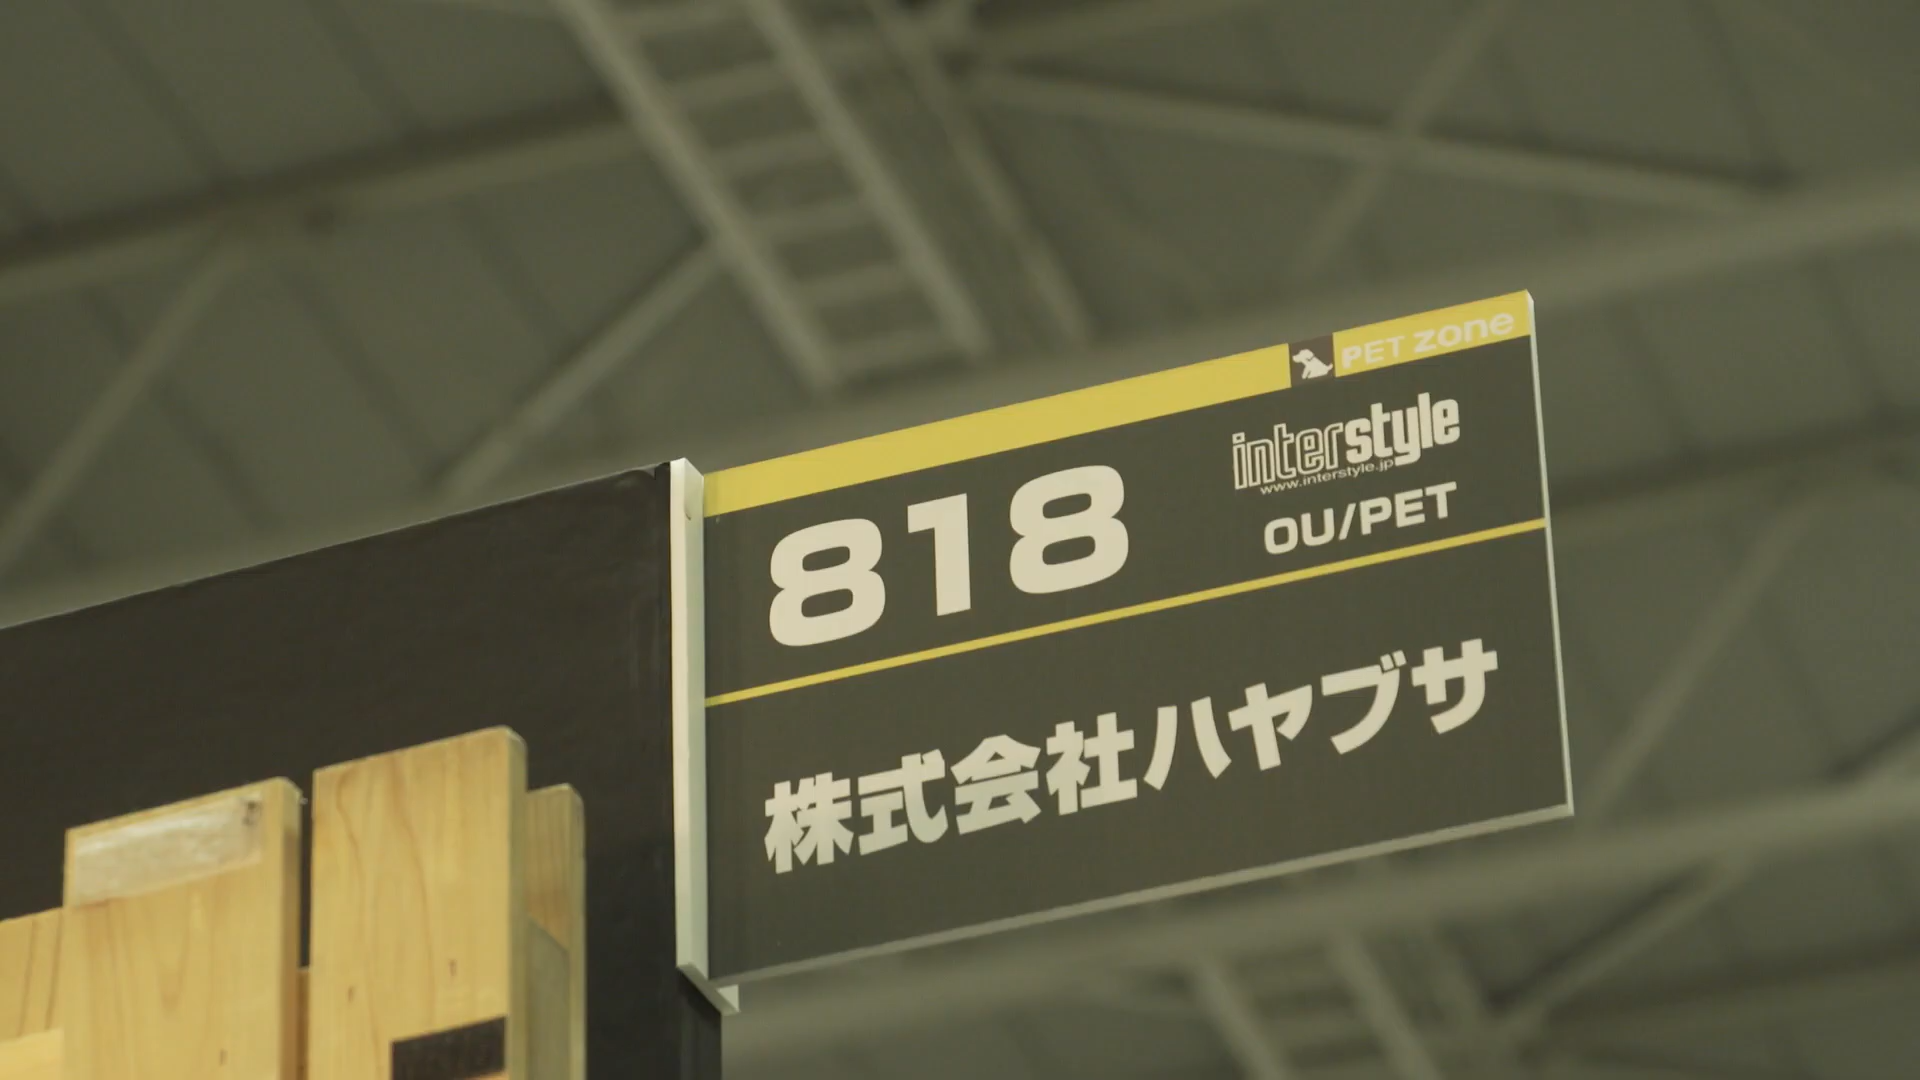 PET zone
interstyle
www.interstyle.jp
818
OU/PET
株式会社ハヤブサ